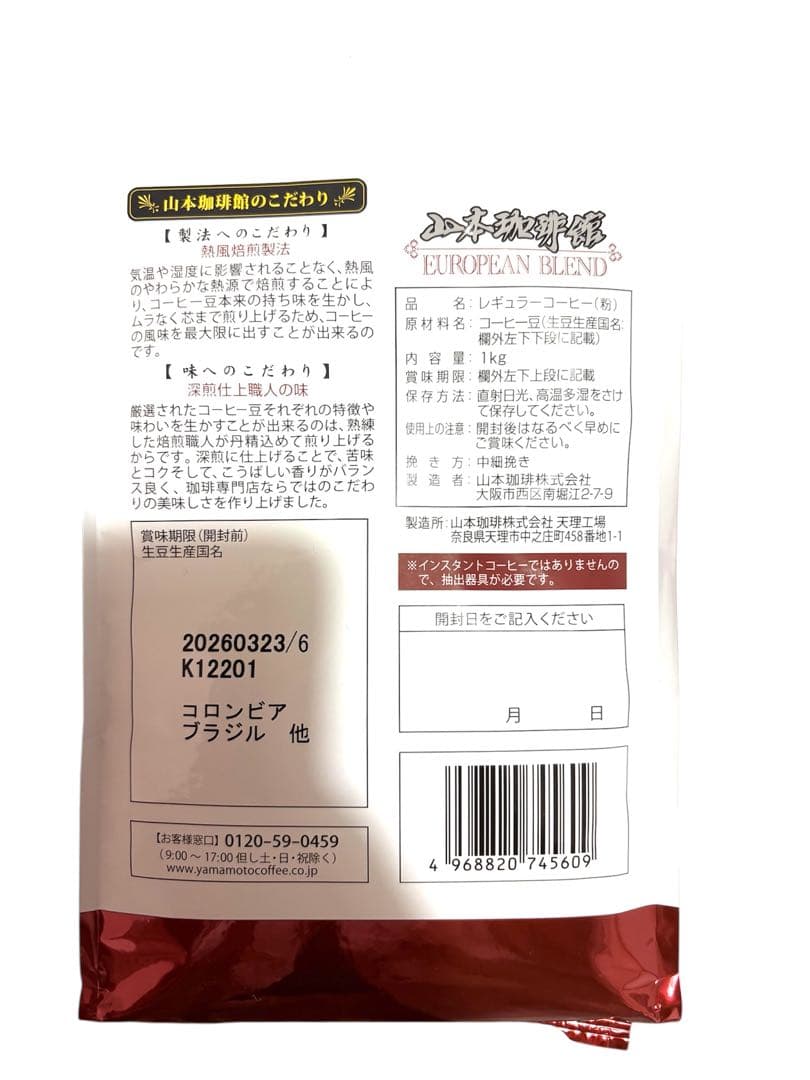 山本珈琲館のこだわり
【製法へのこだわり】
熱風焙煎製法
気温や湿度に影響されることなく、熱風
のやわらかな熱源で焙煎することによ
り、コーヒー豆本来の持ち味を生かし、
ムラなく芯まで煎り上げるため、コーヒー
の風味を最大限に出すことが出来るの
です。
【味へのこだわり】
深煎仕上職人の味
厳選されたコーヒー豆それぞれの特徴や
味わいを生かすことが出来るのは、熟練
した焙煎職人が丹精込めて煎り上げる
からです。深煎に仕上げることで、苦味
とコクそして、こうばしい香りがバラン
ス良く、珈琲専門店ならではのこだわ
りの美味しさを作り上げました。
賞味期限(開封前)
生豆生産国名
20260323/6
K12201
コロンビア
ブラジル 他
【お客様窓口】0120-59-0459
(9:00～17:00 但し土・日・祝除く)
www.yamamotocoffee.co.jp
山本珈琲館
EUROPEAN BLEND
品名:レギュラーコーヒー(粉)
原材料名:コーヒー豆(生豆生産国名:
欄外左下下段に記載)
内容量:1kg
賞味期限:欄外左下上段に記載
保存方法:直射日光、高温多湿をさけ
て保存してください。
使用上の注意:開封後はなるべく早めに
ご賞味ください。
挽き方:中細挽き
製造者:山本珈琲株式会社
大阪市西区南堀江2-7-9
製造所:山本珈琲株式会社 天理工場
奈良県天理市中之庄町458番地1-1
※インスタントコーヒーではありませんの
で、抽出器具が必要です。
開封日をご記入ください
月 日
4 968820 745609